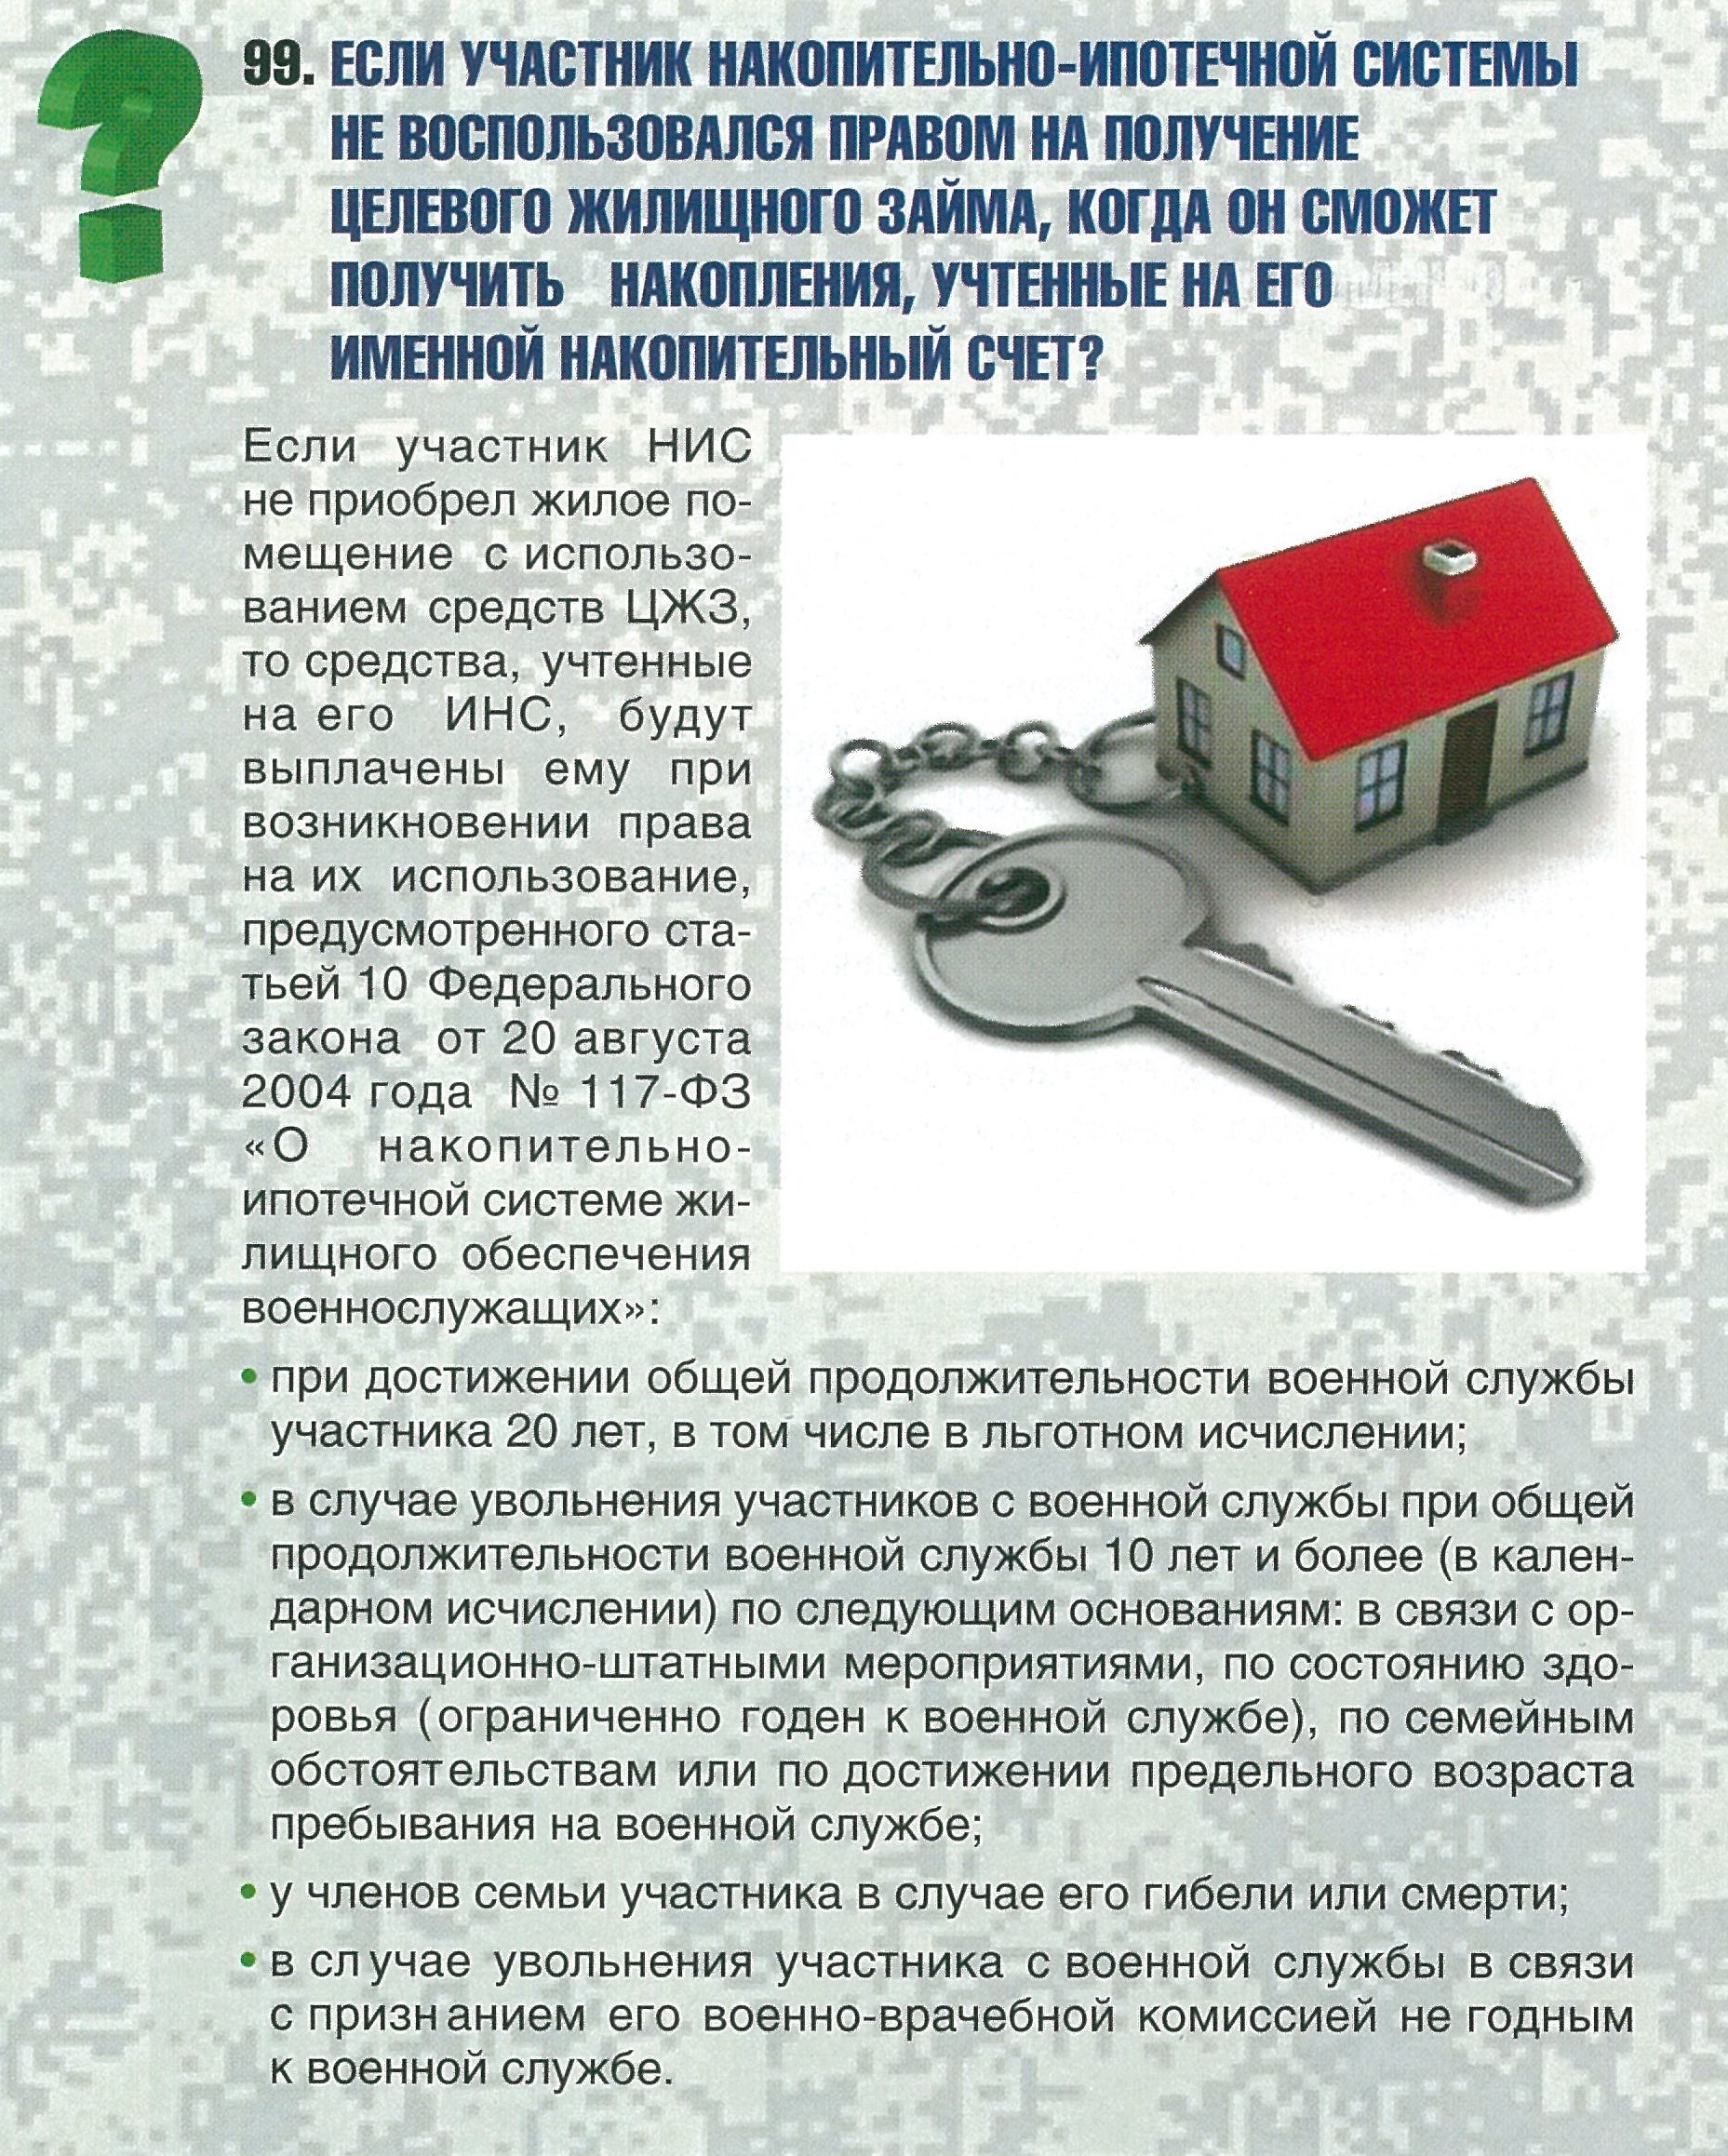 99. ЕСЛИ УЧАСТНИК НАКОПИТЕЛЬНО-ИПОТЕЧНОЙ СИСТЕМЫ
НЕ ВОСПОЛЬЗОВАЛСЯ ПРАВОМ НА ПОЛУЧЕНИЕ
ЦЕЛЕВОГО ЖИЛИЩНОГО ЗАЙМА, КОГДА ОН СМОЖЕТ
ПОЛУЧИТЬ НАКОПЛЕНИЯ, УЧТЕННЫЕ НА ЕГО
ИМЕННОЙ НАКОПИТЕЛЬНЫЙ СЧЕТ?
Если участник НИС
не приобрел жилое по-
мещение с использо-
ванием средств ЦЖЗ,
то средства, учтенные
на его ИНС, будут
выплачены ему при
возникновении права
на их использование,
предусмотренного ста-
тьей 10 Федерального
закона от 20 августа
2004 года № 117-ФЗ
«О накопительно-
ипотечной системе жи-
лищного обеспечения
военнослужащих»:
• при достижении общей продолжительности военной службы
участника 20 лет, в том числе в льготном исчислении;
• в случае увольнения участников с военной службы при общей
продолжительности военной службы 10 лет и более (в кален-
дарном исчислении) по следующим основаниям: в связи с ор-
ганизационно-штатными мероприятиями, по состоянию здо-
ровья (ограниченно годен к военной службе), по семейным
обстоятельствам или по достижении предельного возраста
пребывания на военной службе;
• у членов семьи участника в случае его гибели или смерти;
• в случае увольнения участника с военной службы в связи
с признанием его военно-врачебной комиссией не годным
к военной службе.